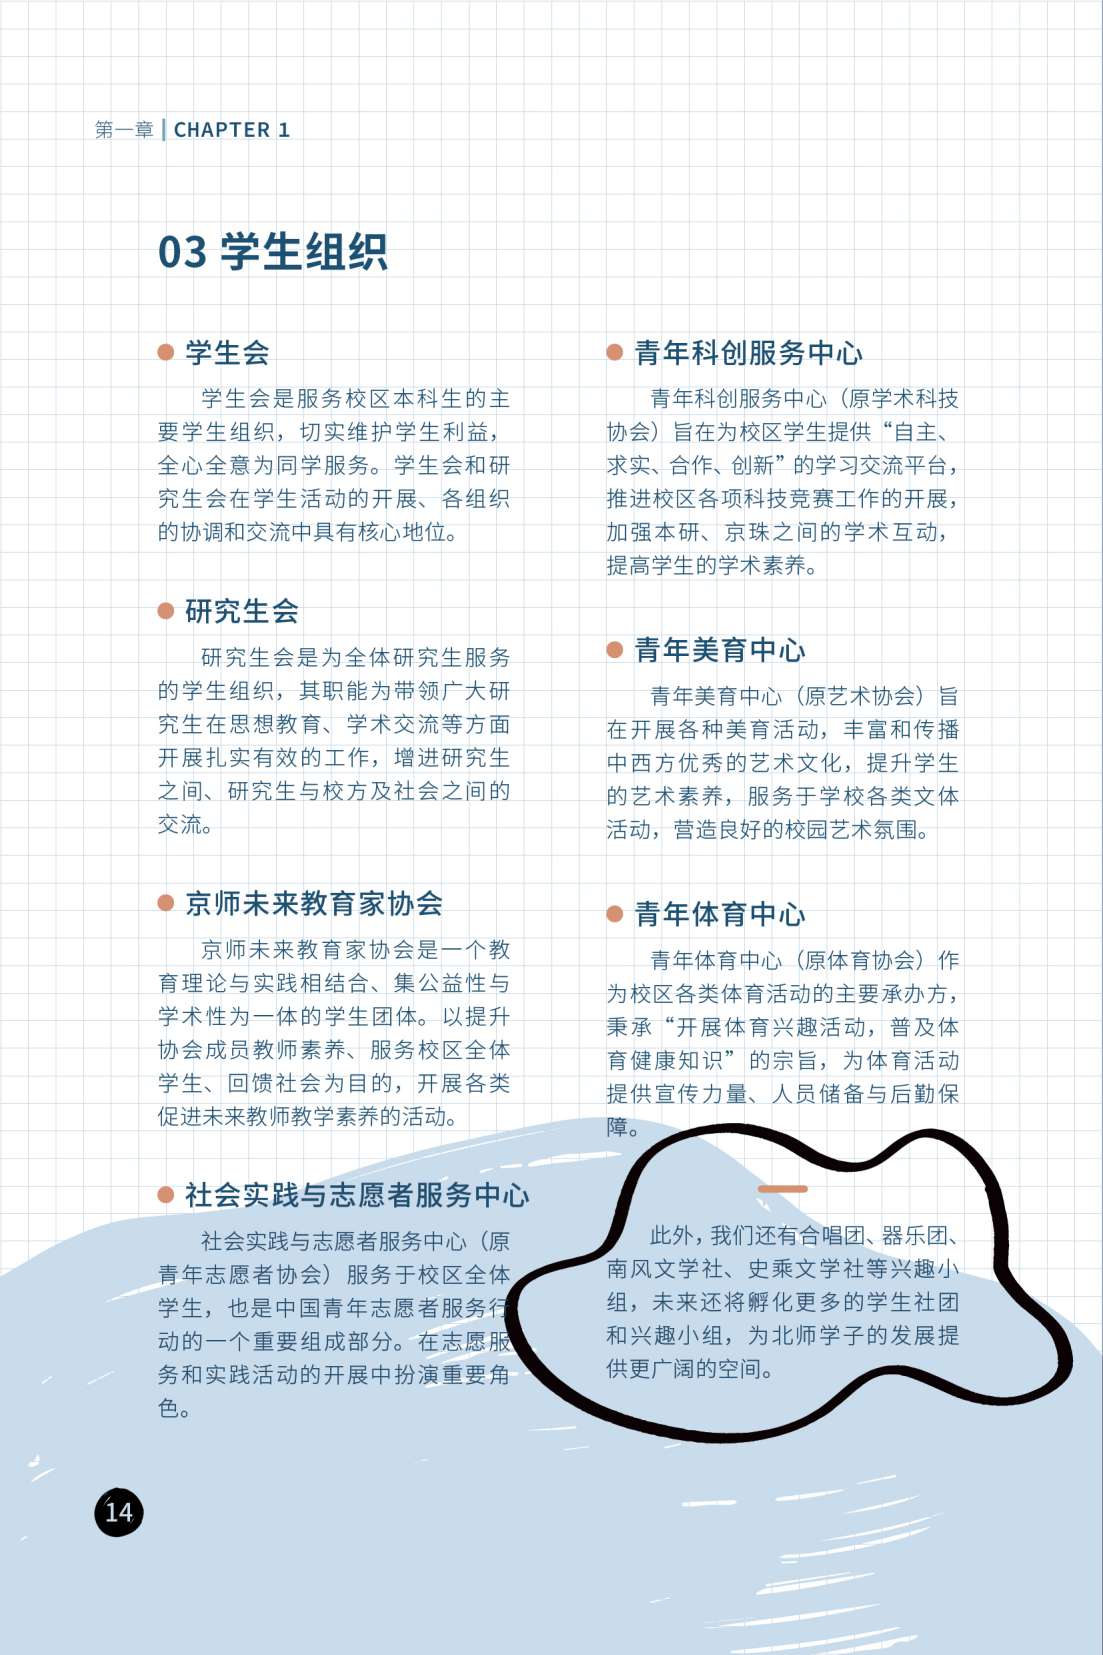 第一章 | CHAPTER 1
03 学生组织
学生会
学生会是服务校区本科生的主
要学生组织，切实维护学生利益，
全心全意为同学服务。学生会和研
究生会在学生活动的开展、各组织
的协调和交流中具有核心地位。
研究生会
研究生会是为全体研究生服务
的学生组织，其职能为带领广大研
究生在思想教育、学术交流等方面
开展扎实有效的工作，增进研究生
之间、研究生与校方及社会之间的
交流。
京师未来教育家协会
京师未来教育家协会是一个教
育理论与实践相结合、集公益性与
学术性为一体的学生团体。以提升
协会成员教师素养、服务校区全体
学生、回馈社会为目的，开展各类
促进未来教师教学素养的活动。
社会实践与志愿者服务中心
社会实践与志愿者服务中心（原
青年志愿者协会）服务于校区全体
学生，也是中国青年志愿者服务行
动的一个重要组成部分。在志愿服
务和实践活动的开展中扮演重要角
色。
青年科创服务中心
青年科创服务中心（原学术科技
协会）旨在为校区学生提供“自主、
求实、合作、创新”的学习交流平台，
推进校区各项科技竞赛工作的开展，
加强本研、京珠之间的学术互动，
提高学生的学术素养。
青年美育中心
青年美育中心（原艺术协会）旨
在开展各种美育活动，丰富和传播
中西方优秀的艺术文化，提升学生
的艺术素养，服务于学校各类文体
活动，营造良好的校园艺术氛围。
青年体育中心
青年体育中心（原体育协会）作
为校区各类体育活动的主要承办方，
秉承“开展体育兴趣活动，普及体
育健康知识”的宗旨，为体育活动
提供宣传力量、人员储备与后勤保
障。
此外，我们还有合唱团、器乐团、
南风文学社、史乘文学社等兴趣小
组，未来还将孵化更多的学生社团
和兴趣小组，为北师学子的发展提
供更广阔的空间。
14